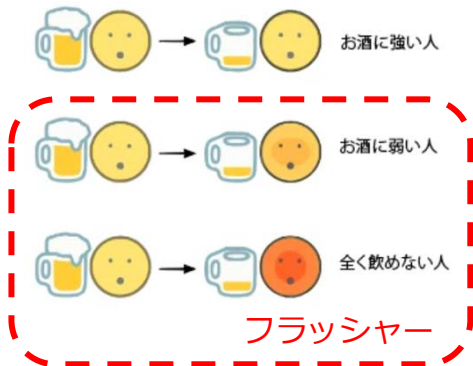 お酒に強い人
お酒に弱い人
全く飲めない人
フラッシャー